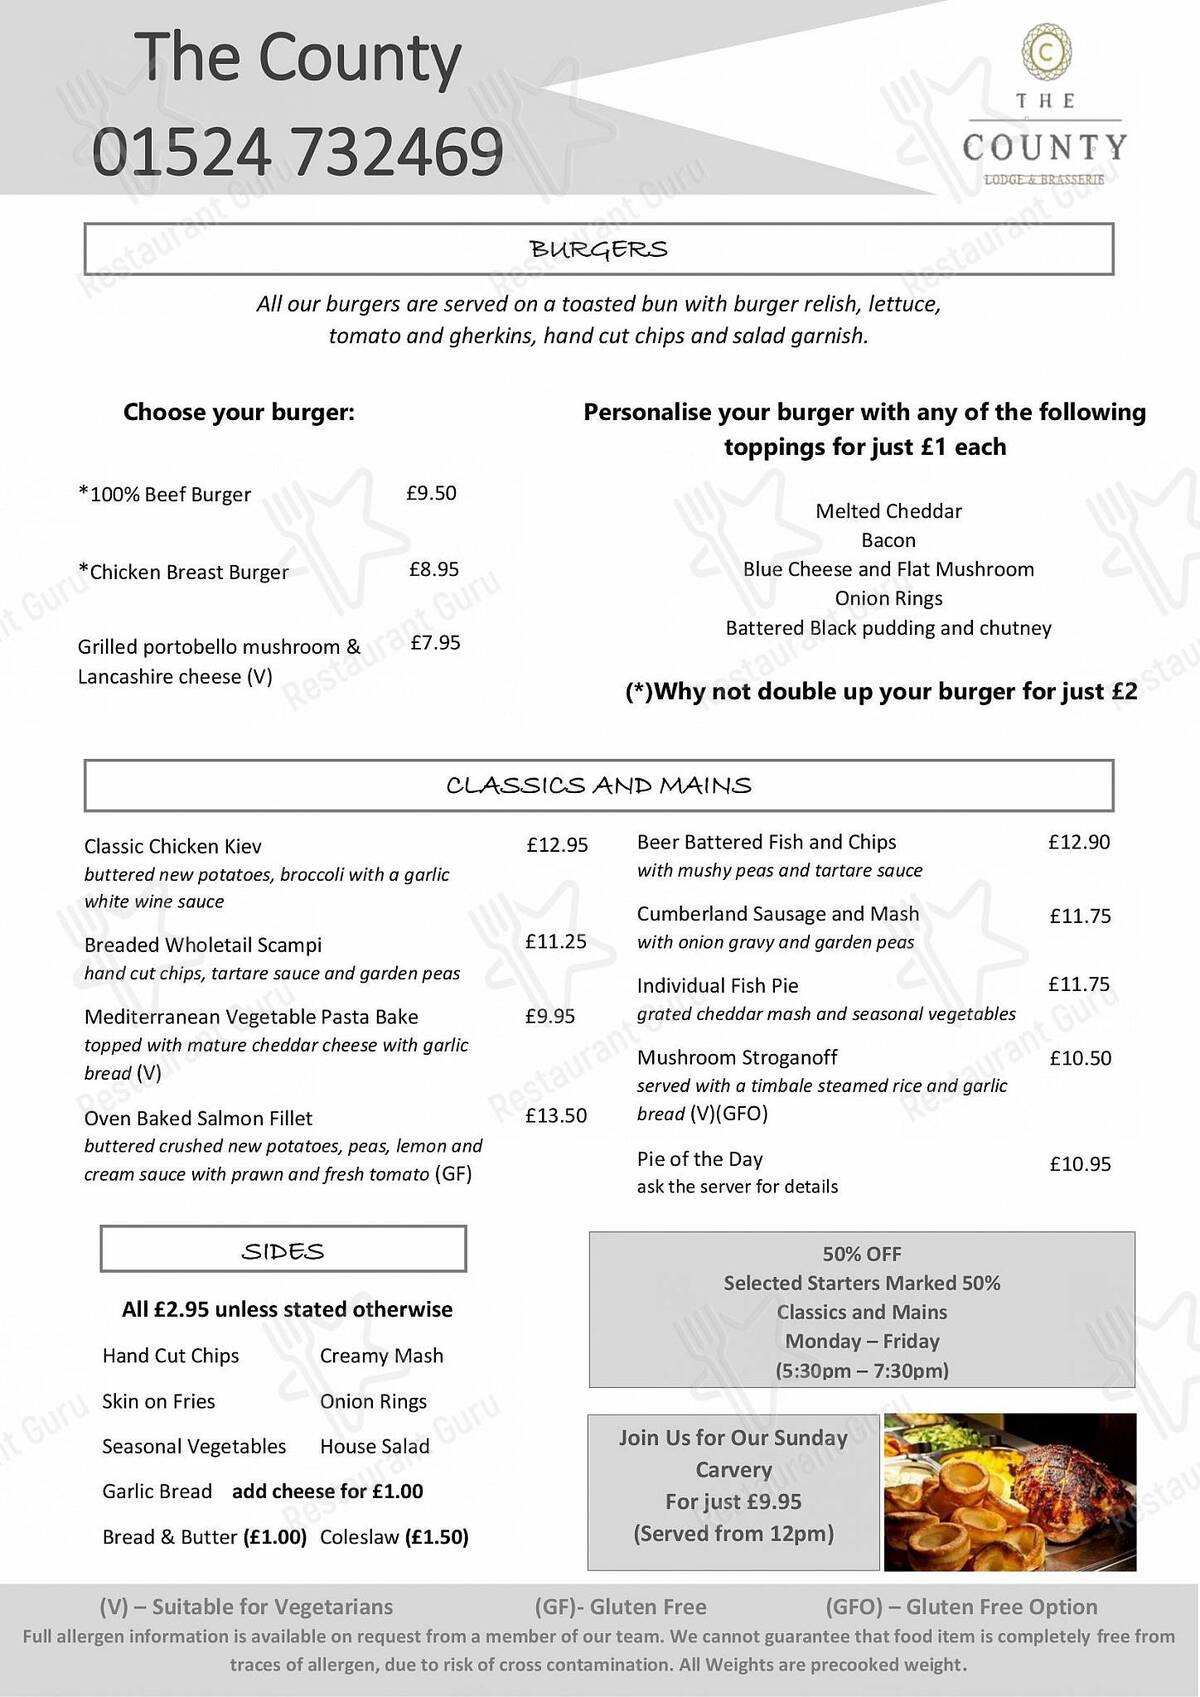 The County
01524 732469
C
THE
COUNTY
LODGE & BRASSERIE
BURGERS
All our burgers are served on a toasted bun with burger relish, lettuce,
tomato and gherkins, hand cut chips and salad garnish.
Choose your burger:
*100% Beef Burger £9.50
*Chicken Breast Burger £8.95
Grilled portobello mushroom & £7.95
Lancashire cheese (V)
Personalise your burger with any of the following
toppings for just £1 each
Melted Cheddar
Bacon
Blue Cheese and Flat Mushroom
Onion Rings
Battered Black pudding and chutney
(*)Why not double up your burger for just £2
CLASSICS AND MAINS
Classic Chicken Kiev £12.95
buttered new potatoes, broccoli with a garlic
white wine sauce
Breaded Wholetail Scampi £11.25
hand cut chips, tartare sauce and garden peas
Mediterranean Vegetable Pasta Bake £9.95
topped with mature cheddar cheese with garlic
bread (V)
Oven Baked Salmon Fillet £13.50
buttered crushed new potatoes, peas, lemon and
cream sauce with prawn and fresh tomato (GF)
Beer Battered Fish and Chips £12.90
with mushy peas and tartare sauce
Cumberland Sausage and Mash £11.75
with onion gravy and garden peas
Individual Fish Pie £11.75
grated cheddar mash and seasonal vegetables
Mushroom Stroganoff £10.50
served with a timbale steamed rice and garlic
bread (V)(GFO)
Pie of the Day £10.95
ask the server for details
SIDES
All £2.95 unless stated otherwise
Hand Cut Chips Creamy Mash
Skin on Fries Onion Rings
Seasonal Vegetables House Salad
Garlic Bread add cheese for £1.00
Bread & Butter (£1.00) Coleslaw (£1.50)
50% OFF
Selected Starters Marked 50%
Classics and Mains
Monday – Friday
(5:30pm – 7:30pm)
Join Us for Our Sunday
Carvery
For just £9.95
(Served from 12pm)
(V) – Suitable for Vegetarians (GF)- Gluten Free (GFO) – Gluten Free Option
Full allergen information is available on request from a member of our team. We cannot guarantee that food item is completely free from
traces of allergen, due to risk of cross contamination. All Weights are precooked weight.
Restaurant Guru